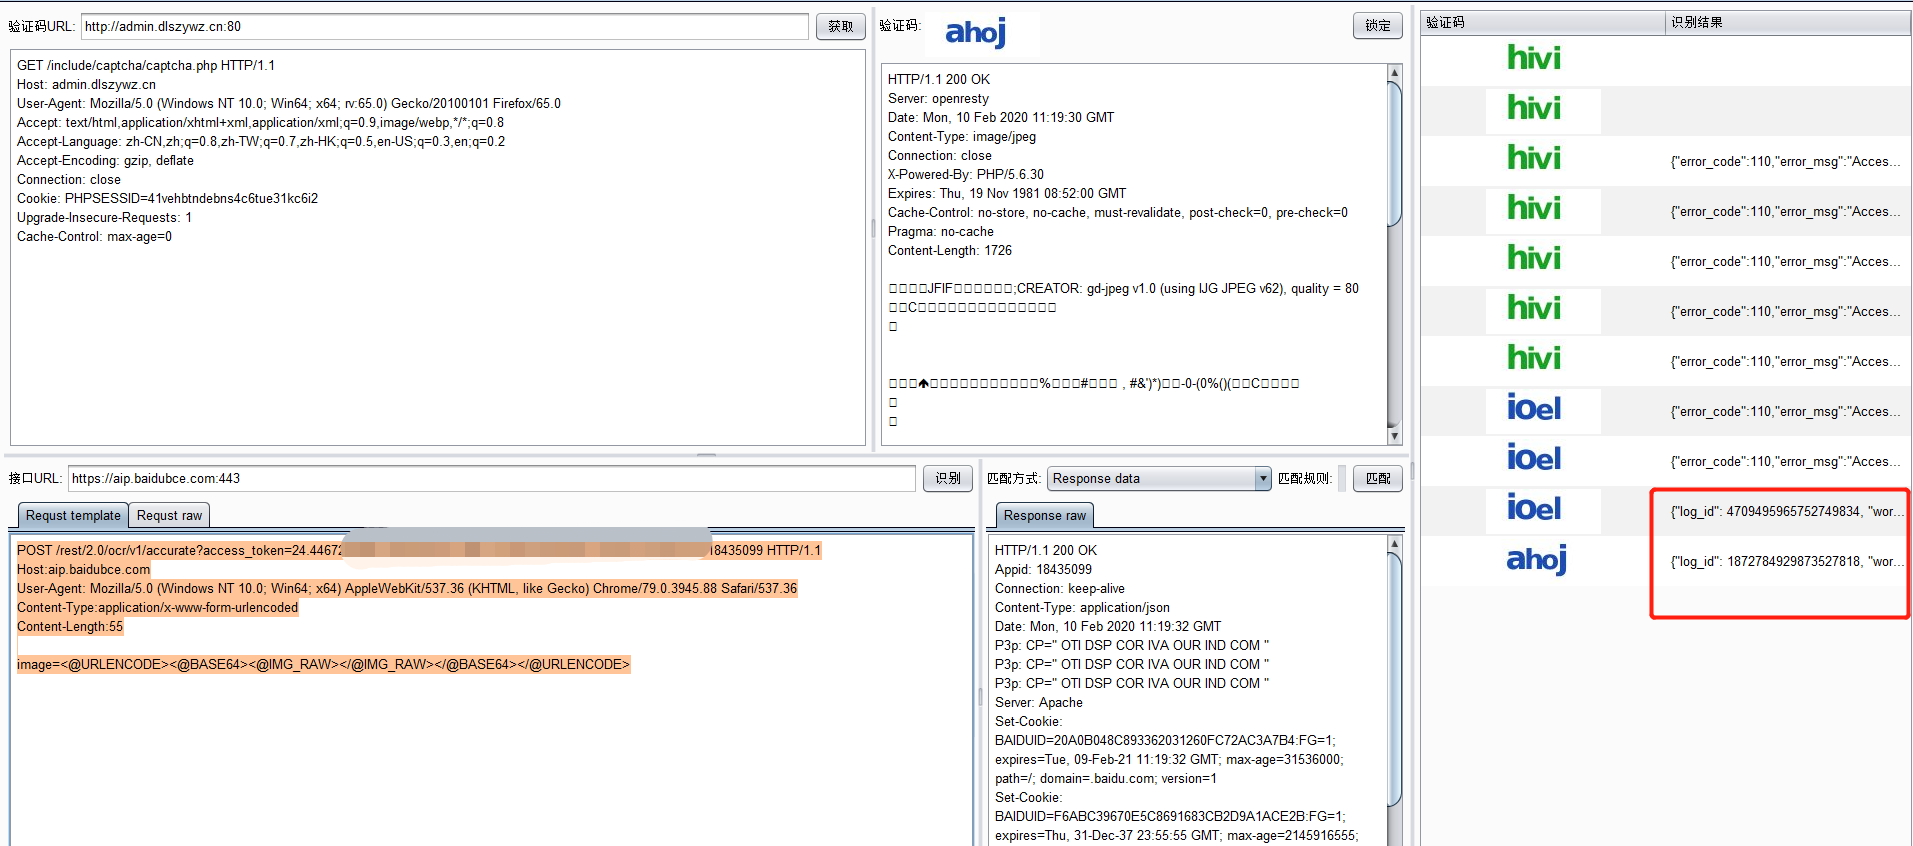 验证码URL: http://admin.dlszywz.cn:80 获取
GET /include/captcha/captcha.php HTTP/1.1
Host: admin.dlszywz.cn
User-Agent: Mozilla/5.0 (Windows NT 10.0; Win64; x64; rv:65.0) Gecko/20100101 Firefox/65.0
Accept: text/html,application/xhtml+xml,application/xml;q=0.9,image/webp,*/*;q=0.8
Accept-Language: zh-CN,zh;q=0.8,zh-TW;q=0.7,zh-HK;q=0.5,en-US;q=0.3,en;q=0.2
Accept-Encoding: gzip, deflate
Connection: close
Cookie: PHPSESSID=41vehbtndebns4c6tue31kc6i2
Upgrade-Insecure-Requests: 1
Cache-Control: max-age=0
验证码: ahoj 锁定
HTTP/1.1 200 OK
Server: openresty
Date: Mon, 10 Feb 2020 11:19:30 GMT
Content-Type: image/jpeg
Connection: close
X-Powered-By: PHP/5.6.30
Expires: Thu, 19 Nov 1981 08:52:00 GMT
Cache-Control: no-store, no-cache, must-revalidate, post-check=0, pre-check=0
Pragma: no-cache
Content-Length: 1726
□□□□JFIF□□□□□□;CREATOR: gd-jpeg v1.0 (using IJG JPEG v62), quality = 80
□□C□□□□□□□□□□□□□□
□
□□□🡅□□□□□□□□□□□%□□□#□□□ , #&')*)□□-0-(0%()(□□C□□□□
□
□
接口URL: https://aip.baidubce.com:443 识别
Requst template Requst raw
POST /rest/2.0/ocr/v1/accurate?access_token=24.44672 18435099 HTTP/1.1
Host:aip.baidubce.com
User-Agent: Mozilla/5.0 (Windows NT 10.0; Win64; x64) AppleWebKit/537.36 (KHTML, like Gecko) Chrome/79.0.3945.88 Safari/537.36
Content-Type:application/x-www-form-urlencoded
Content-Length:55
image=<@URLENCODE><@BASE64><@IMG_RAW></@IMG_RAW></@BASE64></@URLENCODE>
匹配方式: Response data 匹配规则: 匹配
Response raw
HTTP/1.1 200 OK
Appid: 18435099
Connection: keep-alive
Content-Type: application/json
Date: Mon, 10 Feb 2020 11:19:32 GMT
P3p: CP=" OTI DSP COR IVA OUR IND COM "
P3p: CP=" OTI DSP COR IVA OUR IND COM "
P3p: CP=" OTI DSP COR IVA OUR IND COM "
Server: Apache
Set-Cookie:
BAIDUID=20A0B048C893362031260FC72AC3A7B4:FG=1;
expires=Tue, 09-Feb-21 11:19:32 GMT; max-age=31536000;
path=/; domain=.baidu.com; version=1
Set-Cookie:
BAIDUID=F6ABC39670E5C8691683CB2D9A1ACE2B:FG=1;
expires=Thu, 31-Dec-37 23:55:55 GMT; max-age=2145916555;
验证码 识别结果
hivi
hivi
hivi {"error_code":110,"error_msg":"Acces...
hivi {"error_code":110,"error_msg":"Acces...
hivi {"error_code":110,"error_msg":"Acces...
hivi {"error_code":110,"error_msg":"Acces...
hivi {"error_code":110,"error_msg":"Acces...
iOel {"error_code":110,"error_msg":"Acces...
iOel {"error_code":110,"error_msg":"Acces...
iOel {"log_id": 4709495965752749834, "wor...
ahoj {"log_id": 1872784929873527818, "wor...